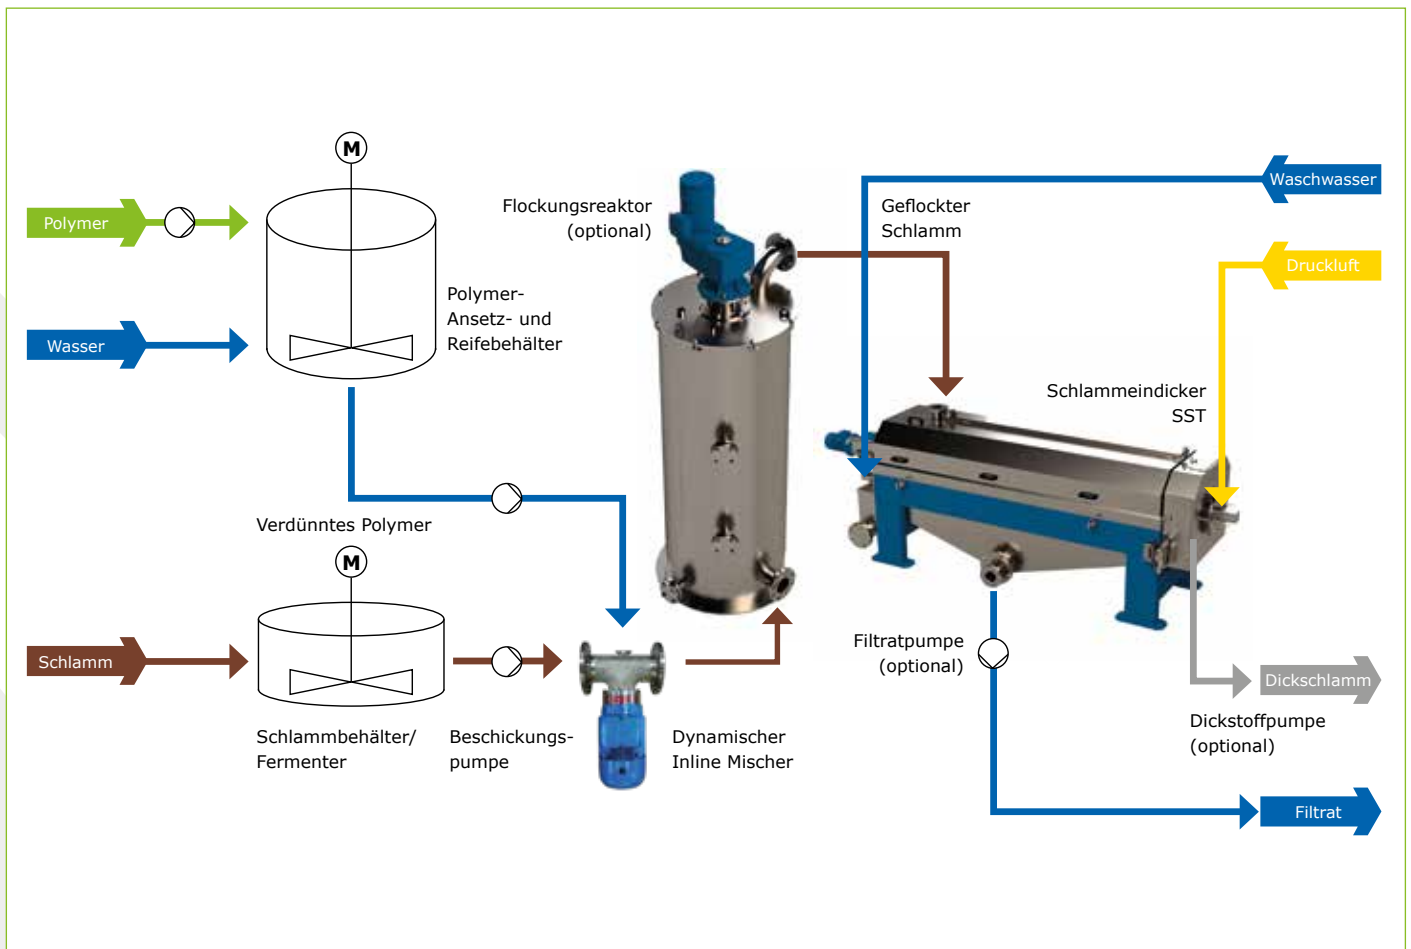 M
Polymer
Wasser
Polymer-
Ansetz- und
Reifebehälter
Flockungsreaktor
(optional)
Geflockter
Schlamm
Waschwasser
Druckluft
Schlammeindicker
SST
Verdünntes Polymer
M
Schlamm
Schlammbehälter/
Fermenter
Beschickungs-
pumpe
Dynamischer
Inline Mischer
Filtratpumpe
(optional)
Dickschlamm
Dickstoffpumpe
(optional)
Filtrat